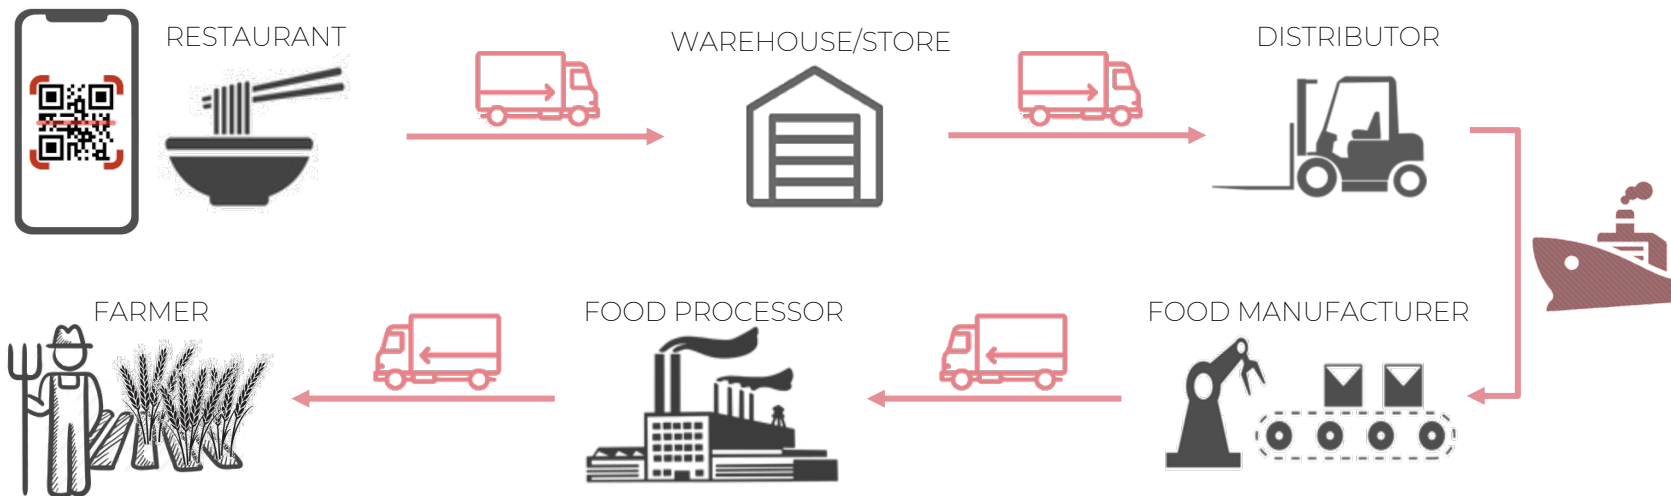 RESTAURANT
WAREHOUSE/STORE
DISTRIBUTOR
FARMER
FOOD PROCESSOR
FOOD MANUFACTURER